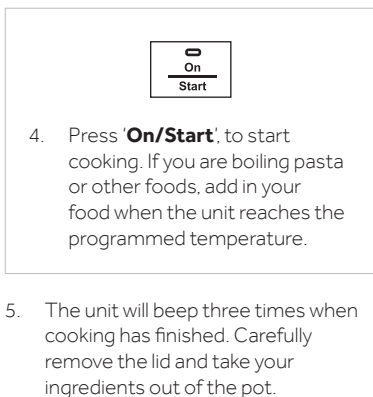 On
Start
4. Press ‘On/Start’, to start
cooking. If you are boiling pasta
or other foods, add in your
food when the unit reaches the
programmed temperature.
5. The unit will beep three times when
cooking has finished. Carefully
remove the lid and take your
ingredients out of the pot.